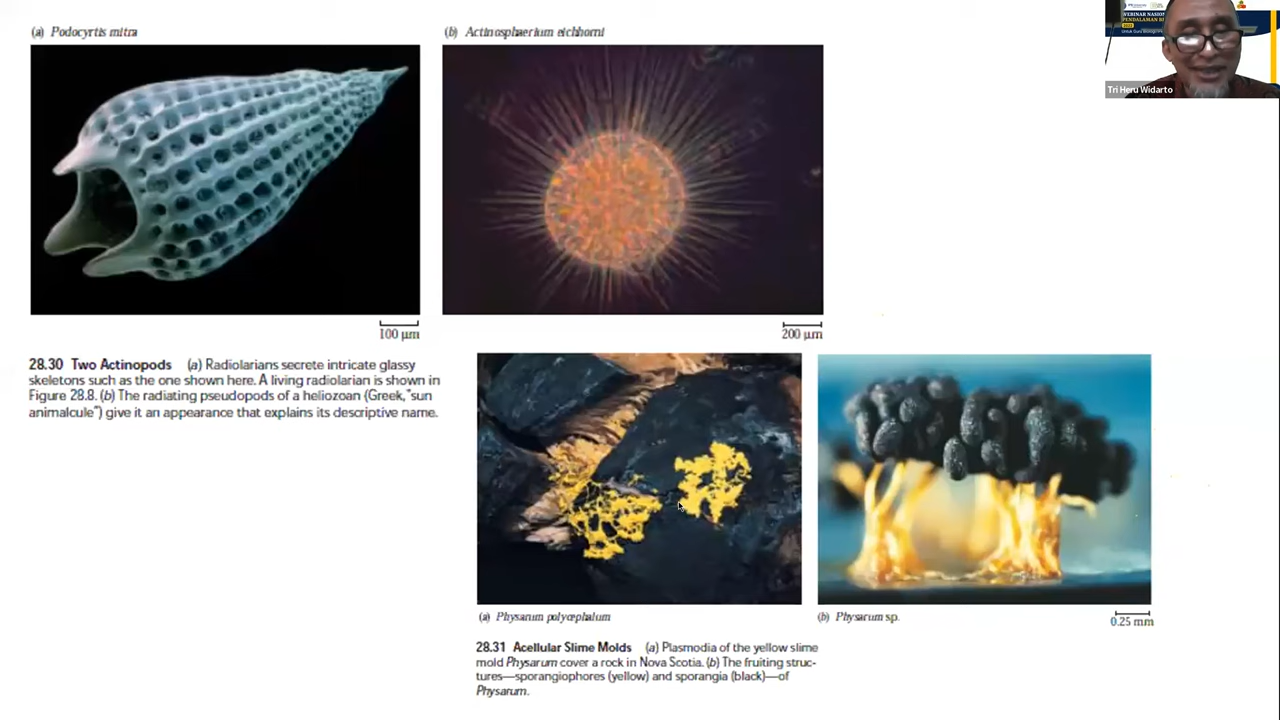 (a) Podocyrtis mitra
(b) Actinosphaerium eichhorni
100 μm
200 μm
28.30 Two Actinopods (a) Radiolarians secrete intricate glassy
skeletons such as the one shown here. A living radiolarian is shown in
Figure 28.8. (b) The radiating pseudopods of a heliozoan (Greek, "sun
animalcule") give it an appearance that explains its descriptive name.
(a) Physarum polycephalum
(b) Physarum sp.
0.25 mm
28.31 Acellular Slime Molds (a) Plasmodia of the yellow slime
mold Physarum cover a rock in Nova Scotia. (b) The fruiting struc-
tures—sporangiophores (yellow) and sporangia (black)—of
Physarum.
WEBINAR NASIO
PENDALAMAN
Tri Heru Widarto